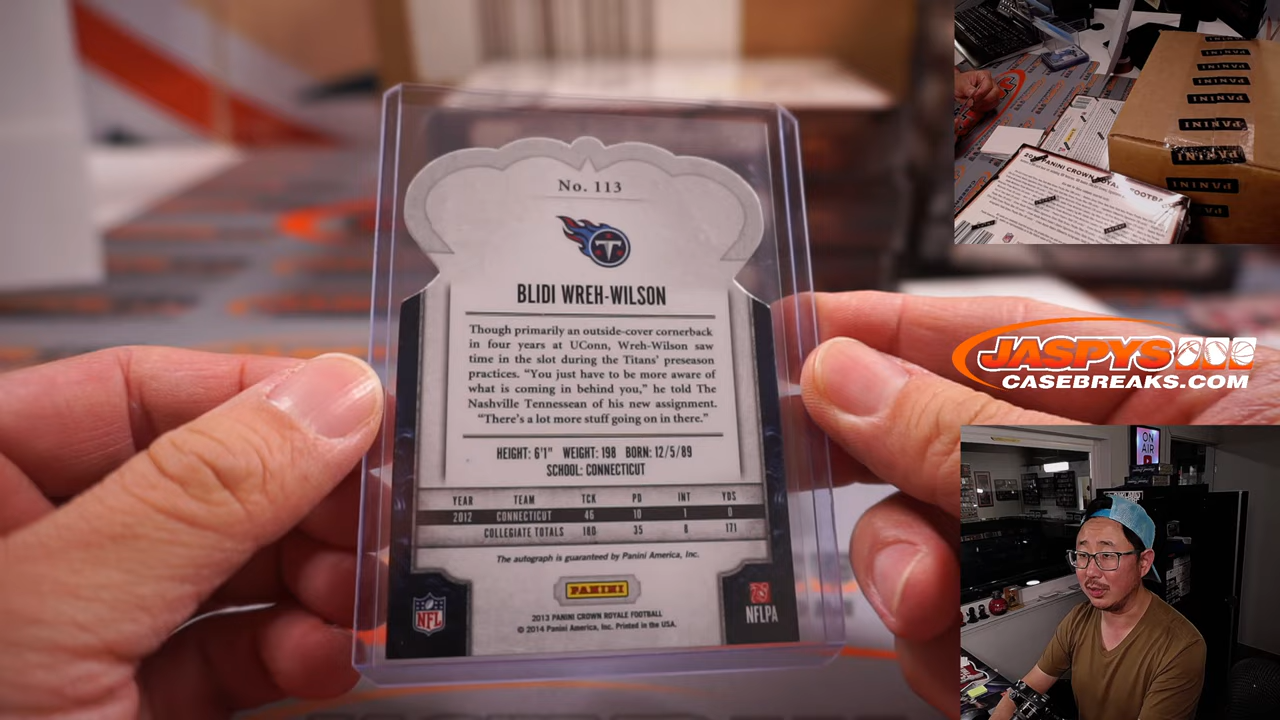 No. 113
BLIDI WREH-WILSON
Though primarily an outside-cover cornerback
in four years at UConn, Wreh-Wilson saw
time in the slot during the Titans' preseason
practices. "You just have to be more aware of
what is coming in behind you," he told The
Nashville Tennessean of his new assignment.
"There's a lot more stuff going on in there."
HEIGHT: 6'1" WEIGHT: 198 BORN: 12/5/89
SCHOOL: CONNECTICUT
YEAR TEAM TCK PD INT YDS
2012 CONNECTICUT 46 10 1 0
COLLEGIATE TOTALS 180 35 8 171
The autograph is guaranteed by Panini America, Inc.
PANINI
NFL
NFLPA
2013 PANINI CROWN ROYALE FOOTBALL
© 2014 Panini America, Inc. Printed in the USA.
PANINI
PANINI
PANINI
PANINI
PANINI
PANINI
PANINI
PANINI
PANINI CROWN ROYALE FOOTB
JASPYS
CASEBREAKS.COM
ON
AIR